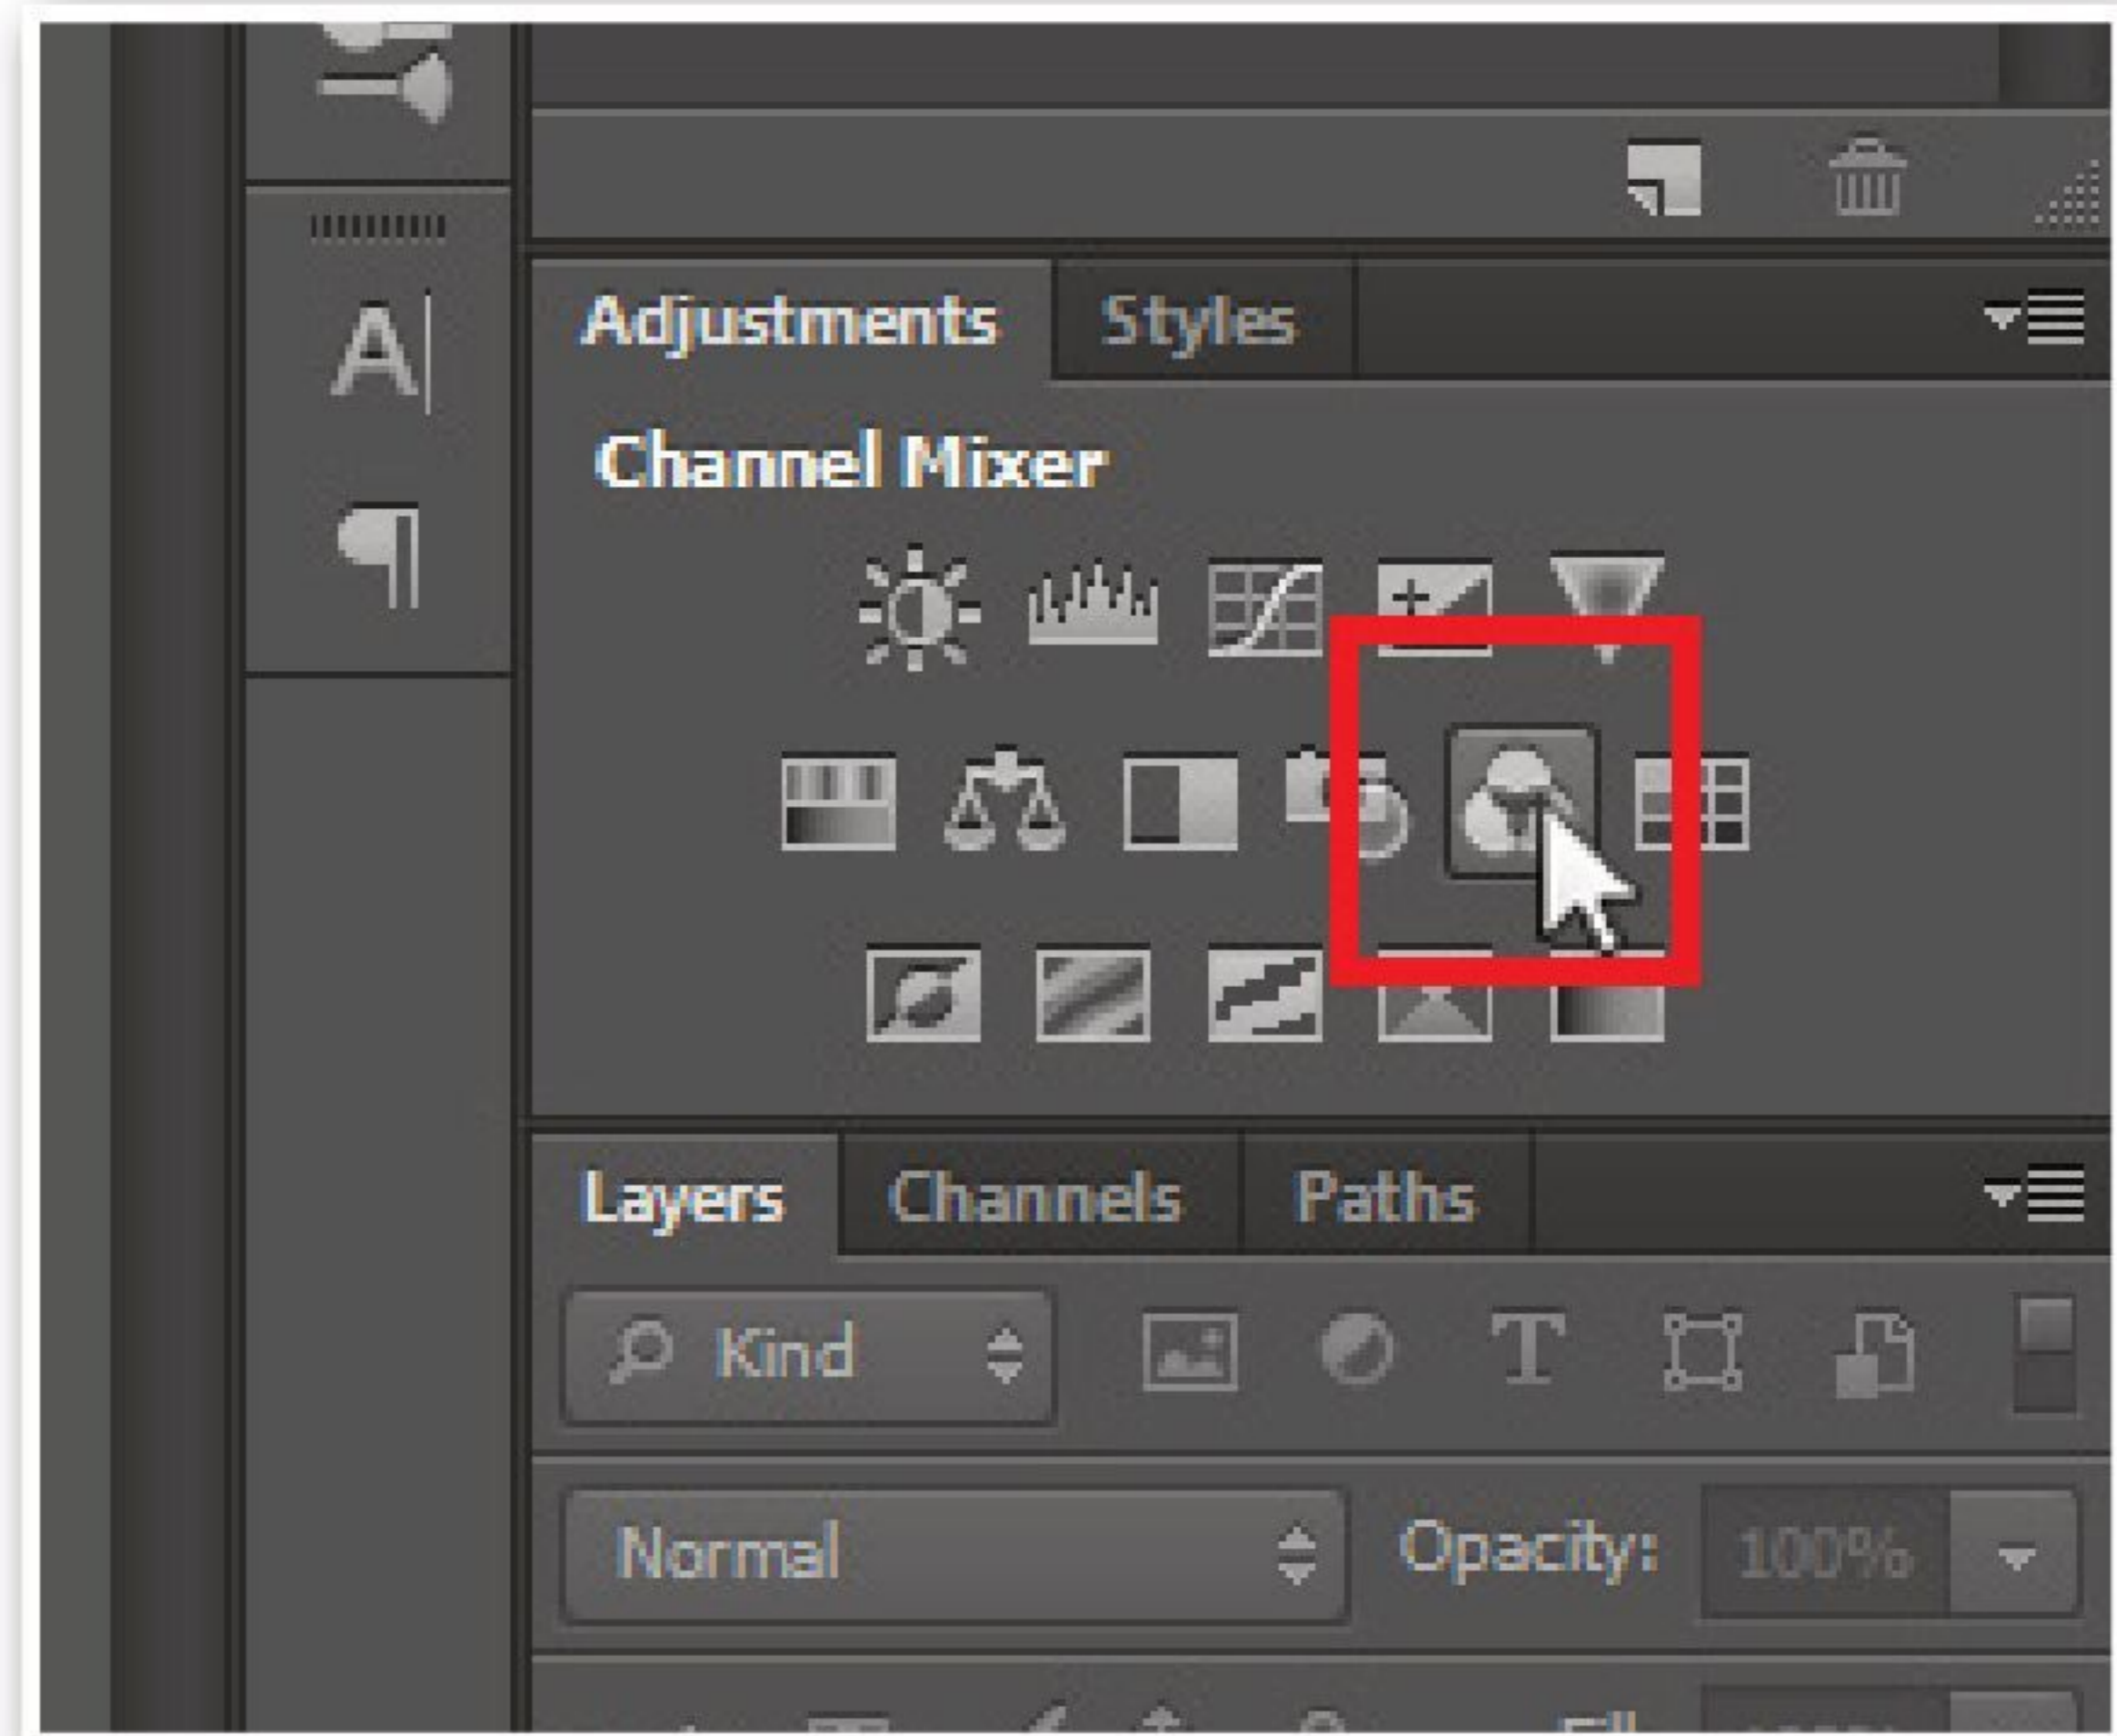 Adjustments Styles
Channel Mixer
Layers Channels Paths
Kind
Normal Opacity: 100%